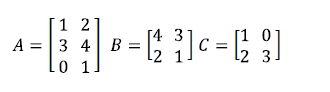 A = [1 2
3 4
0 1] B = [4 3
2 1] C = [1 0
2 3]